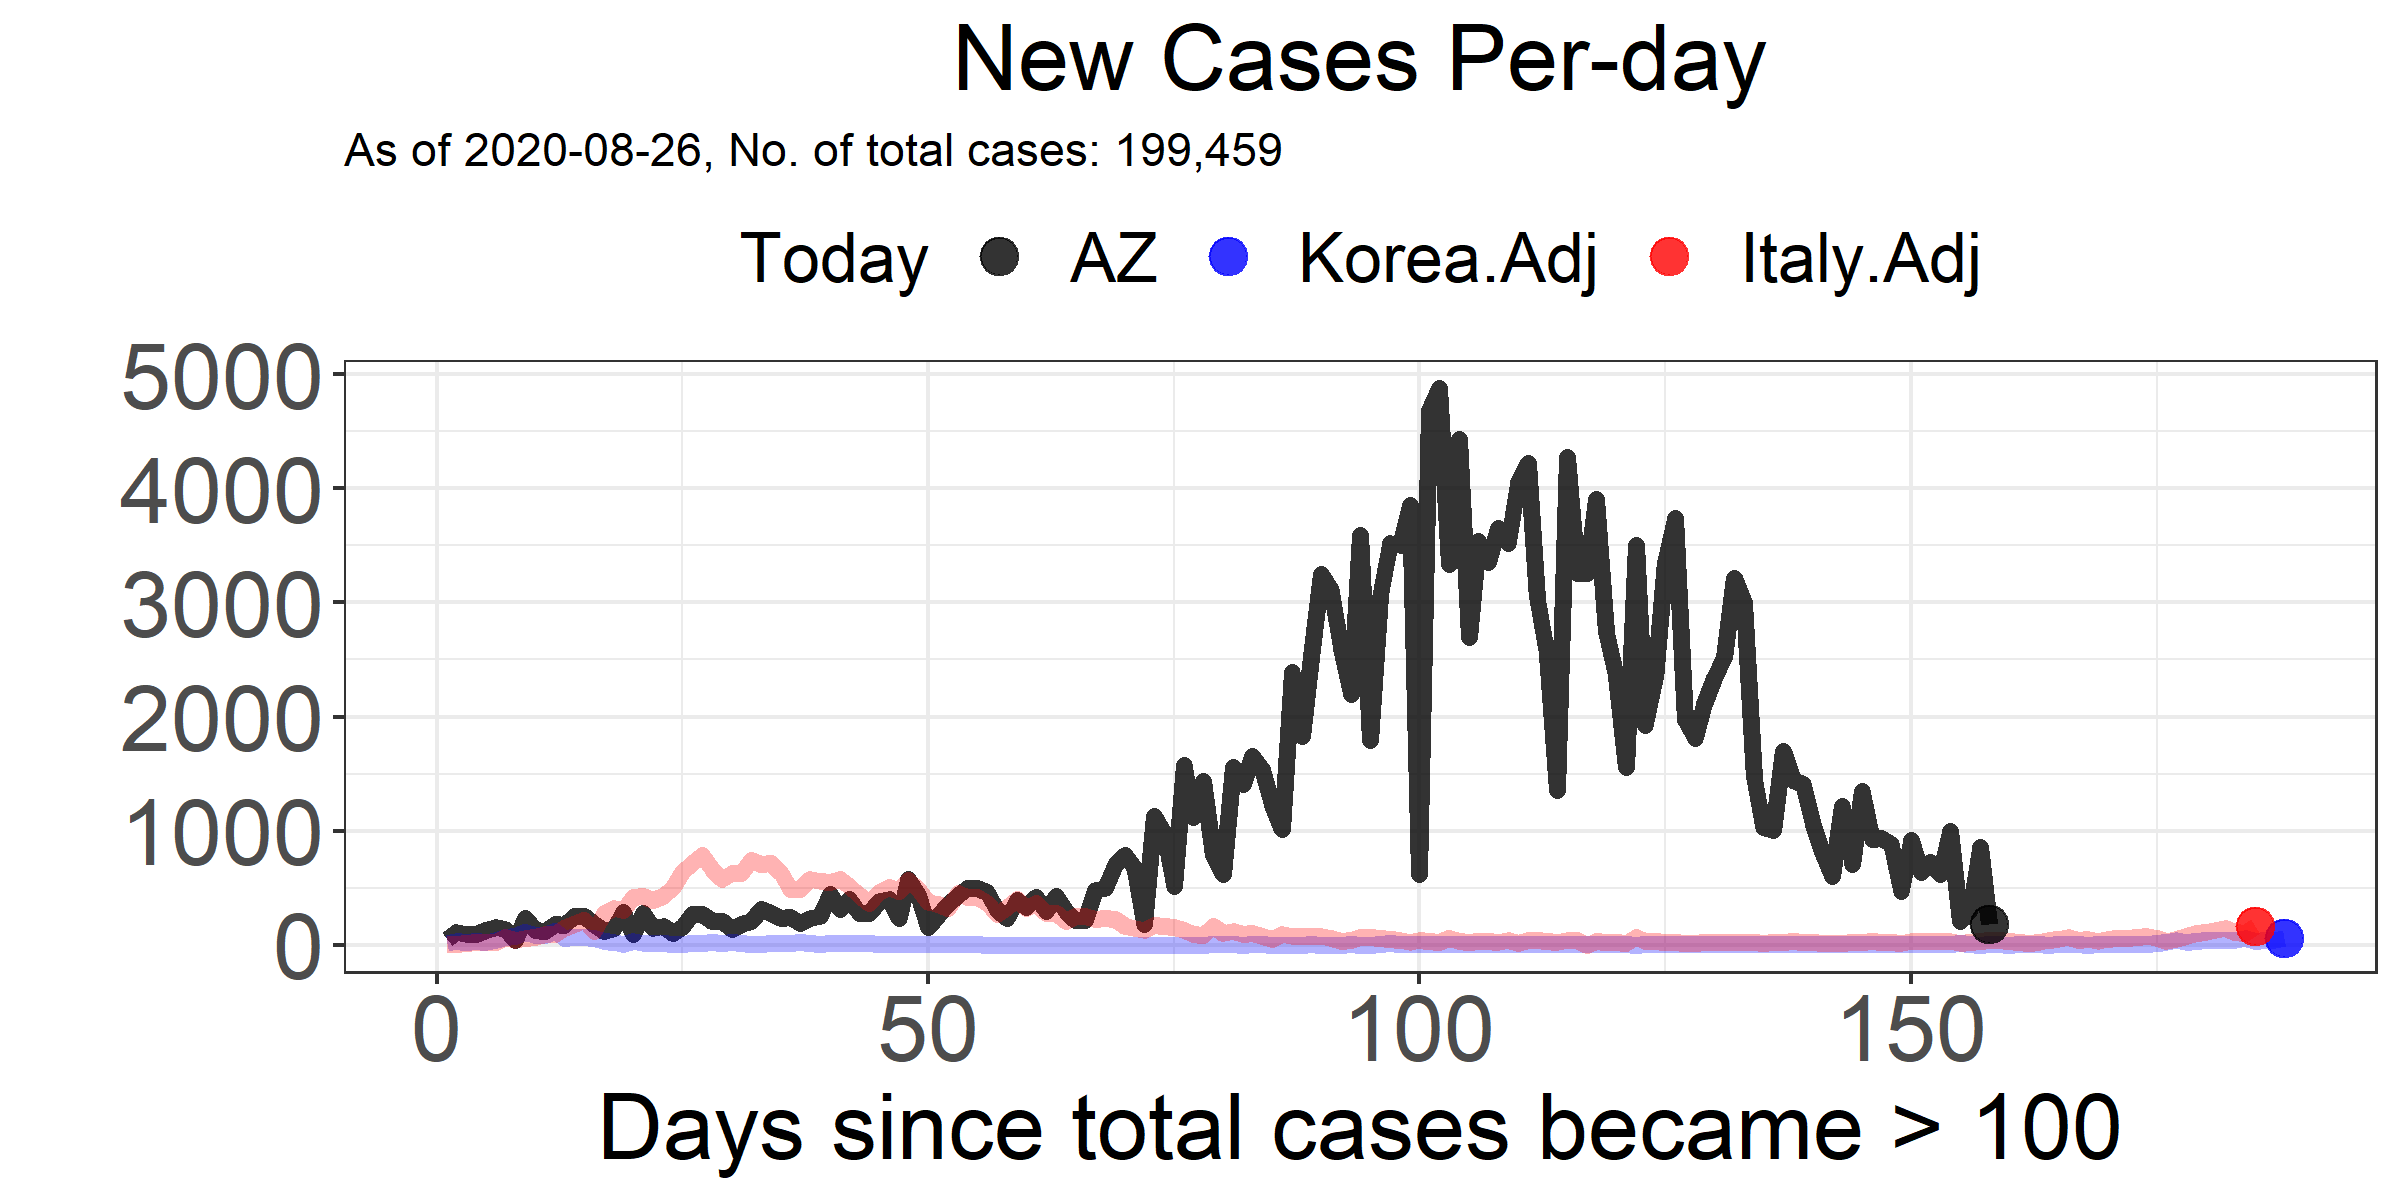 New Cases Per-day
As of 2020-08-26, No. of total cases: 199,459
Today AZ Korea.Adj Italy.Adj
5000
4000
3000
2000
1000
0
0 50 100 150
Days since total cases became > 100